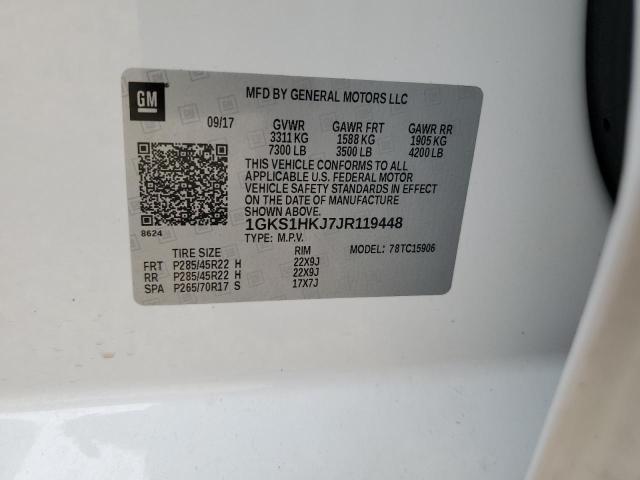 GM
MFD BY GENERAL MOTORS LLC
09/17 GVWR GAWR FRT GAWR RR
3311 KG 1588 KG 1905 KG
7300 LB 3500 LB 4200 LB
THIS VEHICLE CONFORMS TO ALL
APPLICABLE U.S. FEDERAL MOTOR
VEHICLE SAFETY STANDARDS IN EFFECT
ON THE DATE OF MANUFACTURE
SHOWN ABOVE.
8624
1GKS1HKJ7JR119448
TYPE: M.P.V. MODEL: 78TC15906
TIRE SIZE RIM
FRT P285/45R22 H 22X9J
RR P285/45R22 H 22X9J
SPA P265/70R17 S 17X7J